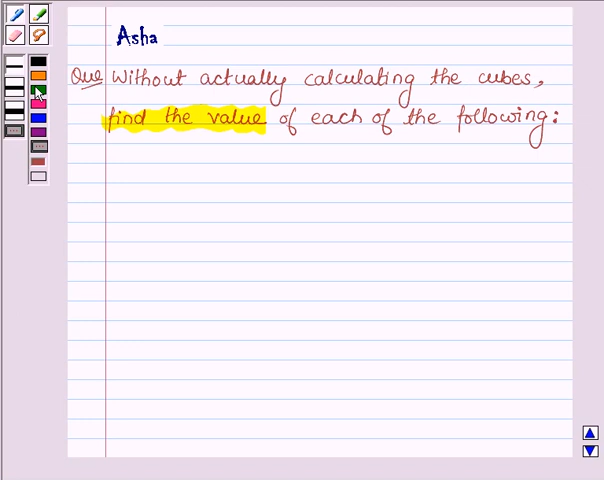 Asha
Que Without actually calculating the cubes,
find the value of each of the following: